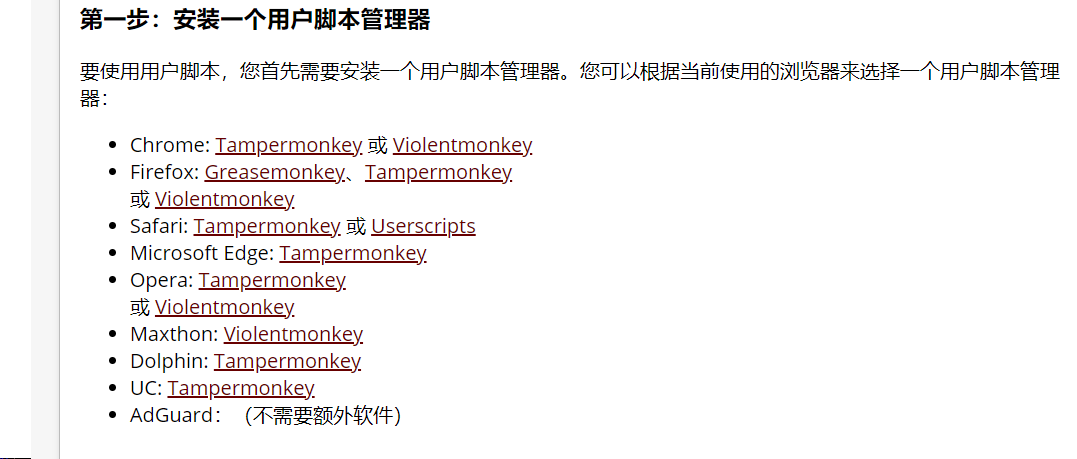 第一步：安装一个用户脚本管理器
要使用用户脚本，您首先需要安装一个用户脚本管理器。您可以根据当前使用的浏览器来选择一个用户脚本管理
器：
Chrome: Tampermonkey 或 Violentmonkey
Firefox: Greasemonkey、Tampermonkey
或 Violentmonkey
Safari: Tampermonkey 或 Userscripts
Microsoft Edge: Tampermonkey
Opera: Tampermonkey
或 Violentmonkey
Maxthon: Violentmonkey
Dolphin: Tampermonkey
UC: Tampermonkey
AdGuard：（不需要额外软件）